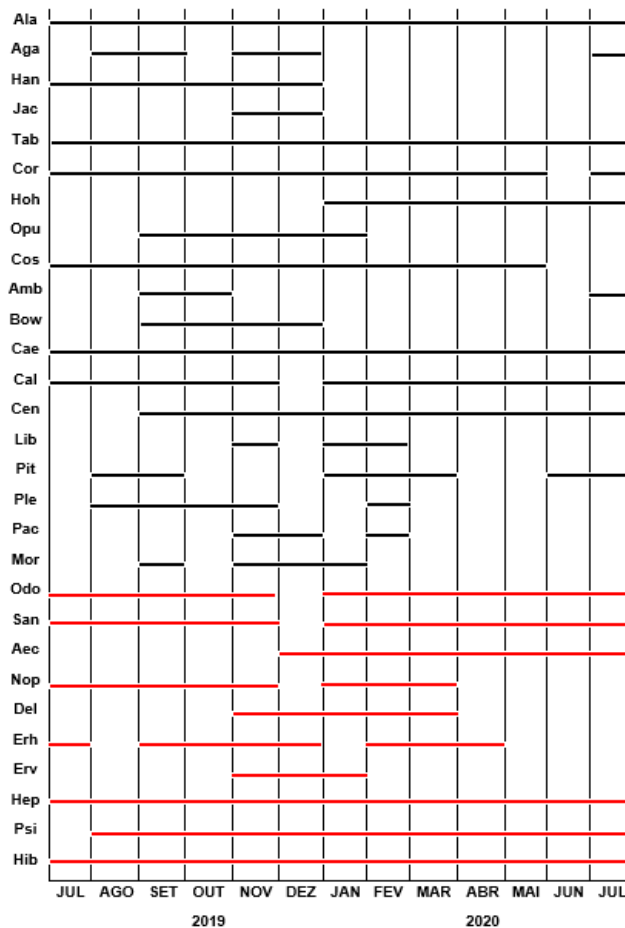 Ala
Aga
Han
Jac
Tab
Cor
Hoh
Opu
Cos
Amb
Bow
Cae
Cal
Cen
Lib
Pit
Ple
Pac
Mor
Odo
San
Aec
Nop
Del
Erh
Erv
Hep
Psi
Hib
JUL AGO SET OUT NOV DEZ JAN FEV MAR ABR MAI JUN JUL
2019 2020